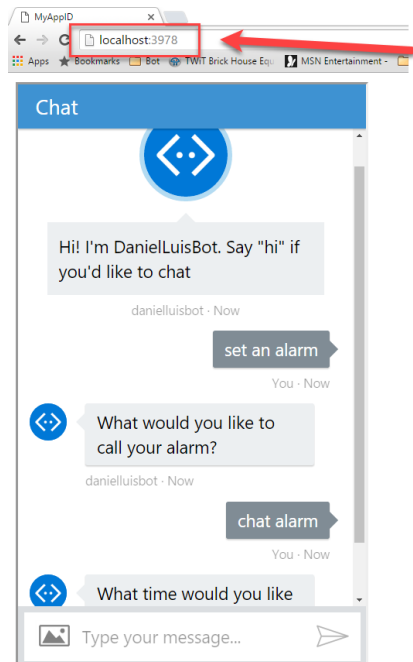 MyAppID
localhost:3978
Apps Bookmarks Bot TWiT Brick House Equ MSN Entertainment -
Chat
Hi! I'm DanielLuisBot. Say "hi" if
you'd like to chat
danielluisbot · Now
set an alarm
You · Now
What would you like to
call your alarm?
danielluisbot · Now
chat alarm
You · Now
What time would you like
Type your message...